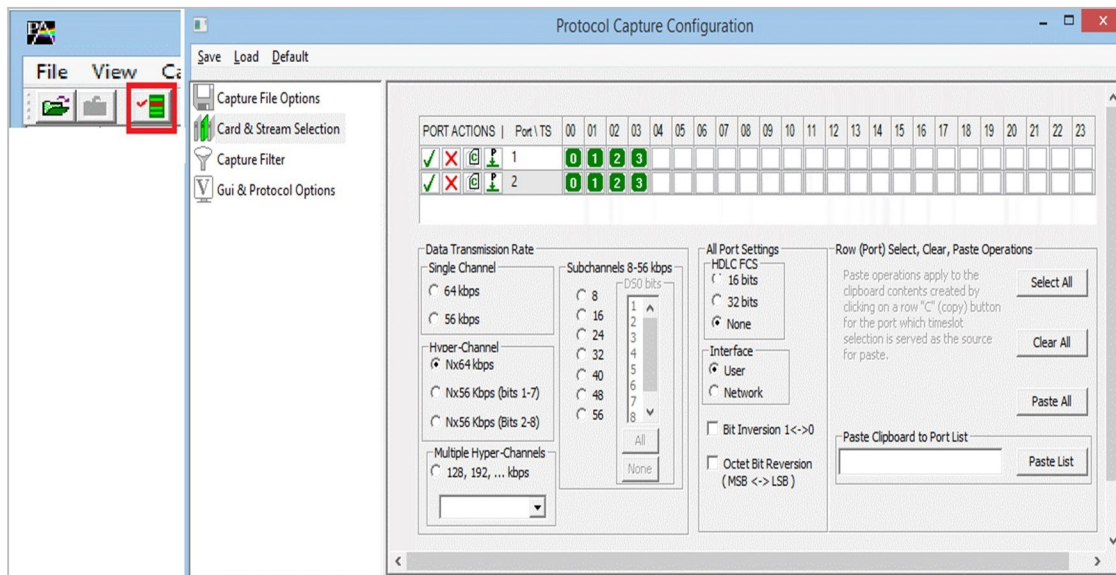 PA
File View Ca
Protocol Capture Configuration
Save Load Default
Capture File Options
Card & Stream Selection
Capture Filter
V Gui & Protocol Options
PORT ACTIONS | Port \ TS 00 01 02 03 04 05 06 07 08 09 10 11 12 13 14 15 16 17 18 19 20 21 22 23
C P 1 0 1 2 3
C P 2 0 1 2 3
Data Transmission Rate
Single Channel
64 kbps
56 kbps
Hyper-Channel
Nx64 kbps
Nx56 Kbps (bits 1-7)
Nx56 Kbps (Bits 2-8)
Multiple Hyper-Channels
128, 192, ... kbps
Subchannels 8-56 kbps
8
16
24
32
40
48
56
DS0 bits
1
2
3
4
5
6
7
8
All
None
All Port Settings
HDLC FCS
16 bits
32 bits
None
Interface
User
Network
Bit Inversion 1<->0
Octet Bit Reversion
( MSB <-> LSB )
Row (Port) Select, Clear, Paste Operations
Paste operations apply to the
clipboard contents created by
clicking on a row "C" (copy) button
for the port which timeslot
selection is served as the source
for paste.
Select All
Clear All
Paste All
Paste Clipboard to Port List
Paste List